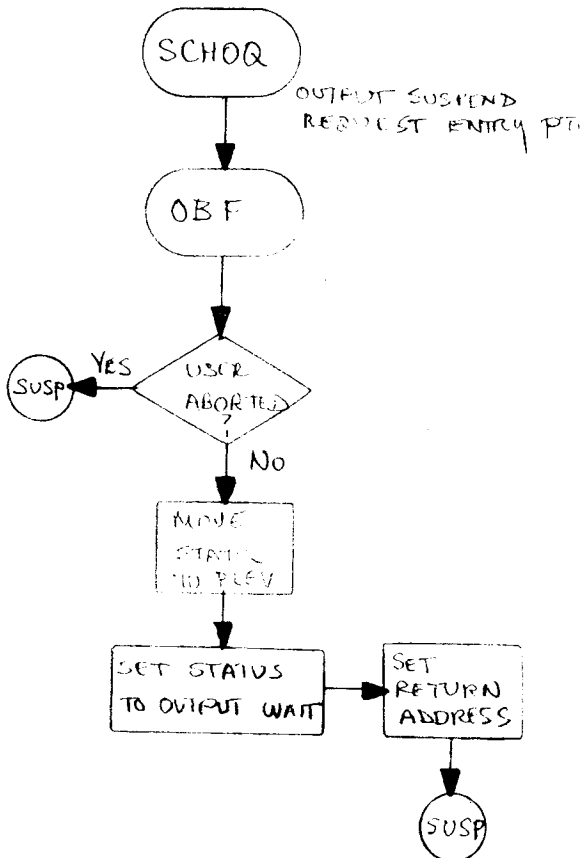 SCHOQ
OUTPUT SUSPEND
REQUEST ENTRY PT.
OBF
YES
SUSP
USER
ABORTED
?
NO
MOVE
STATUS
TO PREV
SET STATUS
TO OUTPUT WAIT
SET
RETURN
ADDRESS
SUSP